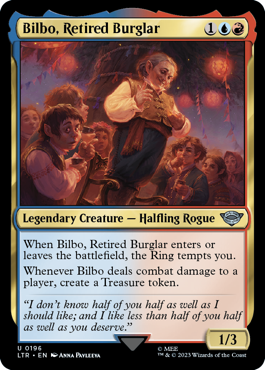 Bilbo, Retired Burglar 1
Legendary Creature — Halfling Rogue
When Bilbo, Retired Burglar enters or
leaves the battlefield, the Ring tempts you.
Whenever Bilbo deals combat damage to a
player, create a Treasure token.
“I don't know half of you half as well as I
should like; and I like less than half of you half
as well as you deserve.”
1/3
U 0196 © MEE
LTR • EN Anna Pavleeva ™ & © 2023 Wizards of the Coast